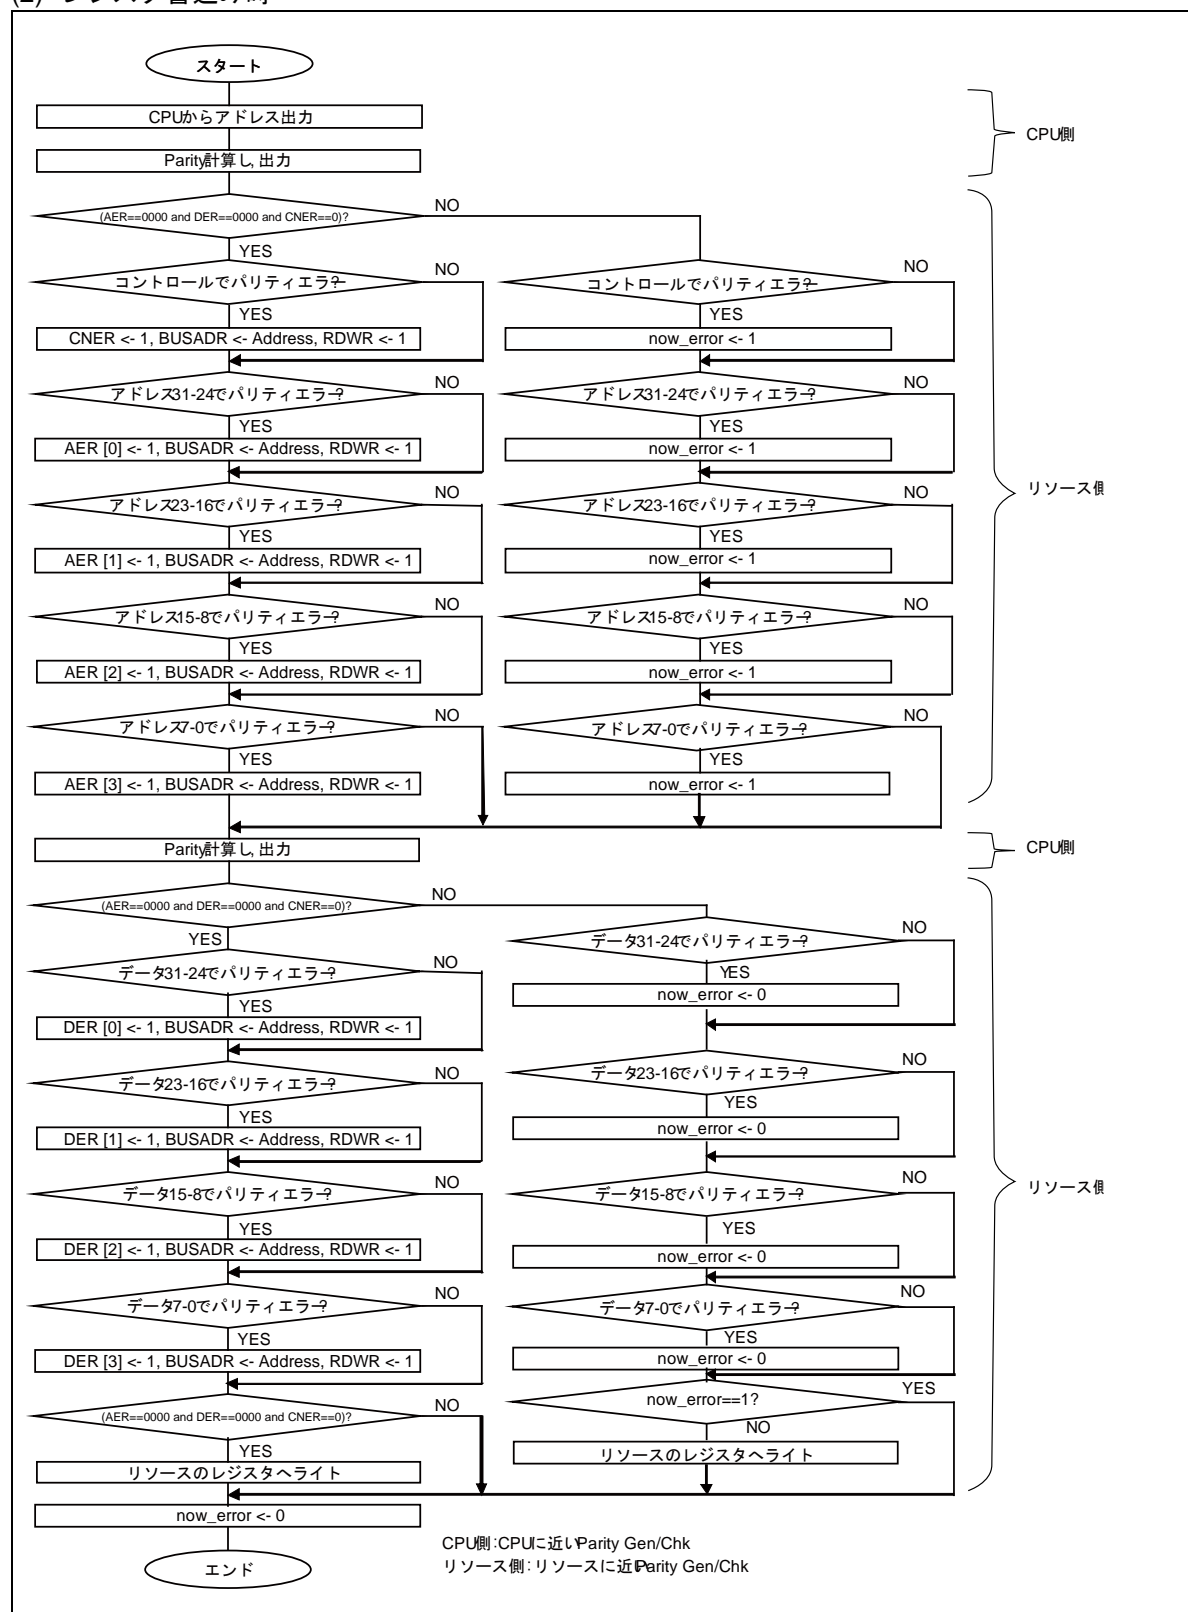 スタート
CPUからアドレス出力
CPU側
Parity計算し, 出力
(AER==0000 and DER==0000 and CNER==0)?
NO
YES
コントロールでパリティエラー?
NO
YES
CNER <- 1, BUSADR <- Address, RDWR <- 1
コントロールでパリティエラー?
NO
YES
now_error <- 1
アドレス31-24でパリティエラー?
NO
YES
AER [0] <- 1, BUSADR <- Address, RDWR <- 1
アドレス31-24でパリティエラー?
NO
YES
now_error <- 1
リソース側
アドレス23-16でパリティエラー?
NO
YES
AER [1] <- 1, BUSADR <- Address, RDWR <- 1
アドレス23-16でパリティエラー?
NO
YES
now_error <- 1
アドレス15-8でパリティエラー?
NO
YES
AER [2] <- 1, BUSADR <- Address, RDWR <- 1
アドレス15-8でパリティエラー?
NO
YES
now_error <- 1
アドレス7-0でパリティエラー?
NO
YES
AER [3] <- 1, BUSADR <- Address, RDWR <- 1
アドレス7-0でパリティエラー?
NO
YES
now_error <- 1
Parity計算し, 出力
CPU側
(AER==0000 and DER==0000 and CNER==0)?
NO
YES
データ31-24でパリティエラー?
NO
YES
DER [0] <- 1, BUSADR <- Address, RDWR <- 1
データ31-24でパリティエラー?
NO
YES
now_error <- 0
データ23-16でパリティエラー?
NO
YES
DER [1] <- 1, BUSADR <- Address, RDWR <- 1
データ23-16でパリティエラー?
NO
YES
now_error <- 0
データ15-8でパリティエラー?
NO
YES
DER [2] <- 1, BUSADR <- Address, RDWR <- 1
データ15-8でパリティエラー?
NO
YES
now_error <- 0
リソース側
データ7-0でパリティエラー?
NO
YES
DER [3] <- 1, BUSADR <- Address, RDWR <- 1
データ7-0でパリティエラー?
NO
YES
now_error <- 0
(AER==0000 and DER==0000 and CNER==0)?
NO
YES
リソースのレジスタへライト
now_error==1?
YES
NO
リソースのレジスタへライト
now_error <- 0
エンド
CPU側:CPUに近いParity Gen/Chk
リソース側:リソースに近いParity Gen/Chk